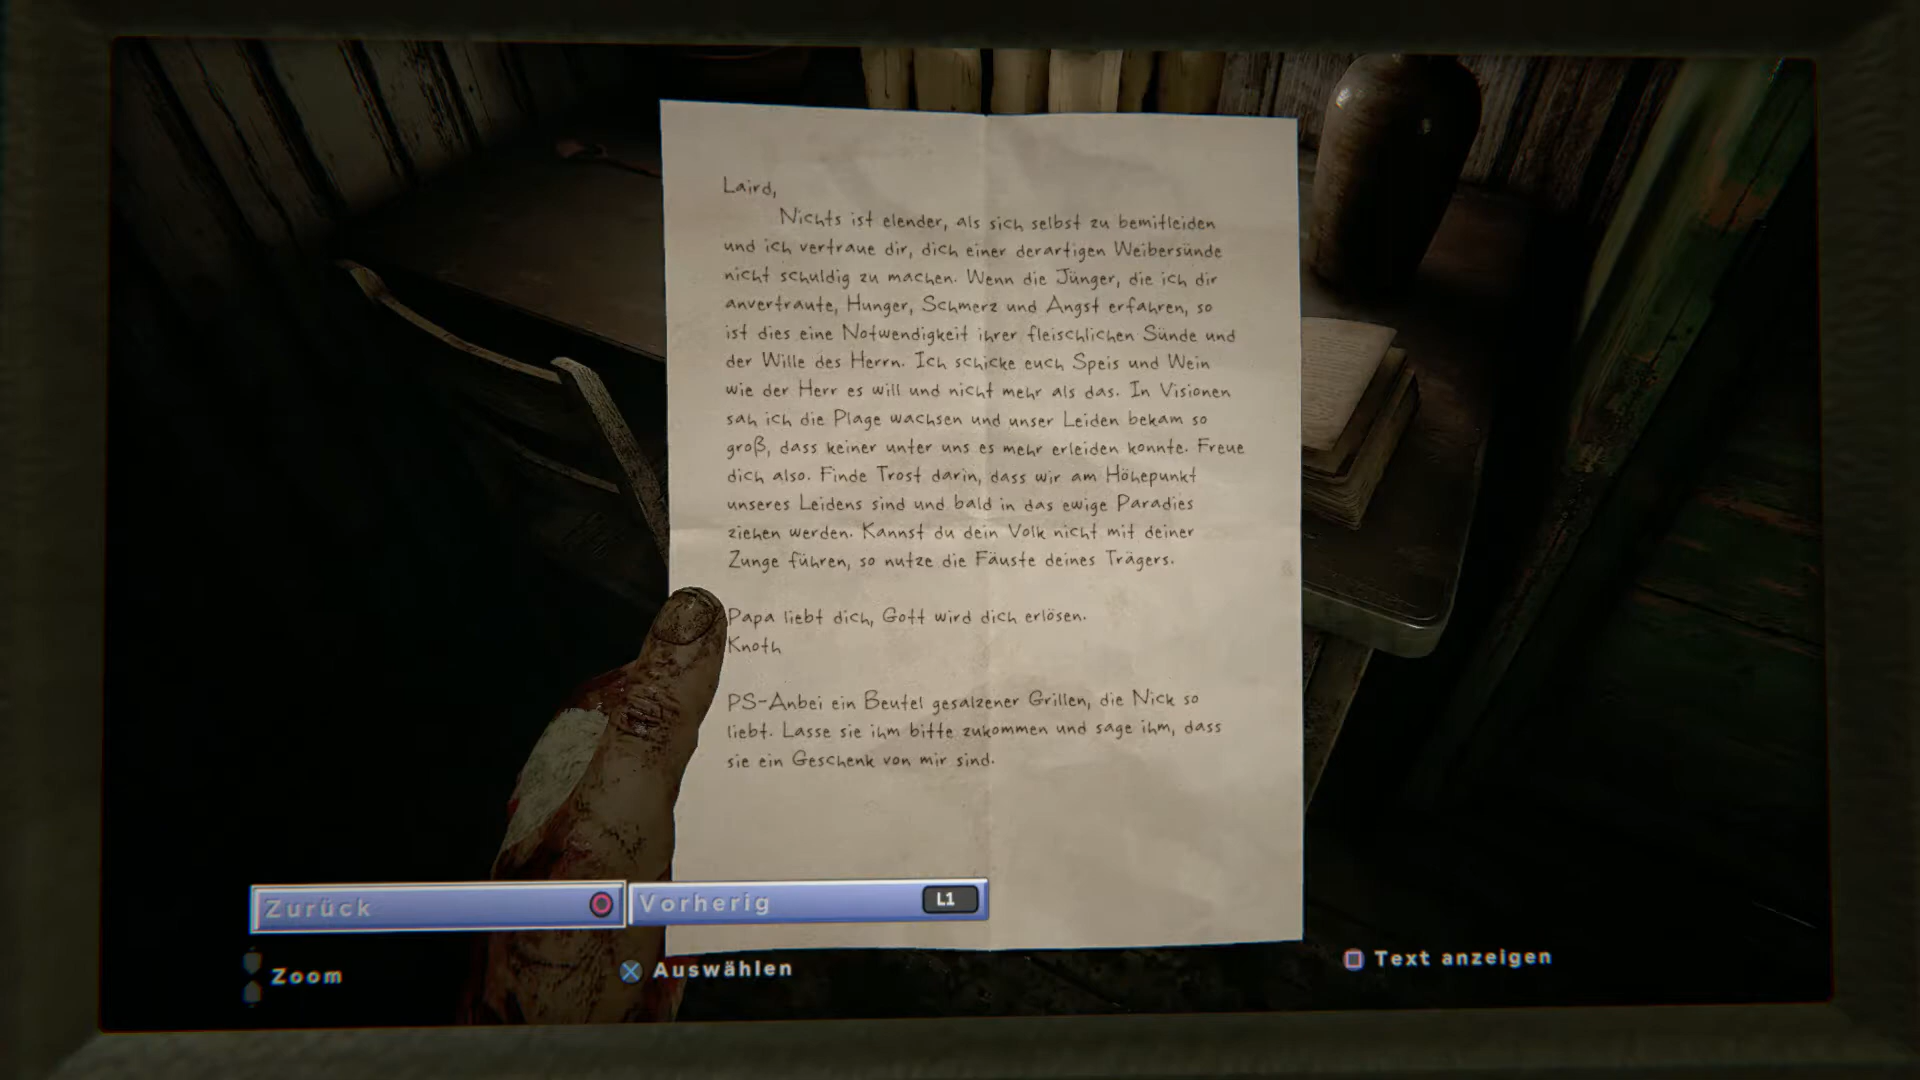 Laird,
Nichts ist elender, als sich selbst zu bemitleiden
und ich vertraue dir, dich einer derartigen Weibersünde
nicht schuldig zu machen. Wenn die Jünger, die ich dir
anvertraute, Hunger, Schmerz und Angst erfahren, so
ist dies eine Notwendigkeit ihrer fleischlichen Sünde und
der Wille des Herrn. Ich schicke euch Speis und Wein
wie der Herr es will und nicht mehr als das. In Visionen
sah ich die Plage wachsen und unser Leiden bekam so
groß, dass keiner unter uns es mehr erleiden konnte. Freue
dich also. Finde Trost darin, dass wir am Höhepunkt
unseres Leidens sind und bald in das ewige Paradies
ziehen werden. Kannst du dein Volk nicht mit deiner
Zunge führen, so nutze die Fäuste deines Trägers.
Papa liebt dich, Gott wird dich erlösen.
Knoth
PS-Anbei ein Beutel gesalzener Grillen, die Nick so
liebt. Lasse sie ihm bitte zukommen und sage ihm, dass
sie ein Geschenk von mir sind.
Zurück
Vorherig L1
Zoom
Auswählen
Text anzeigen